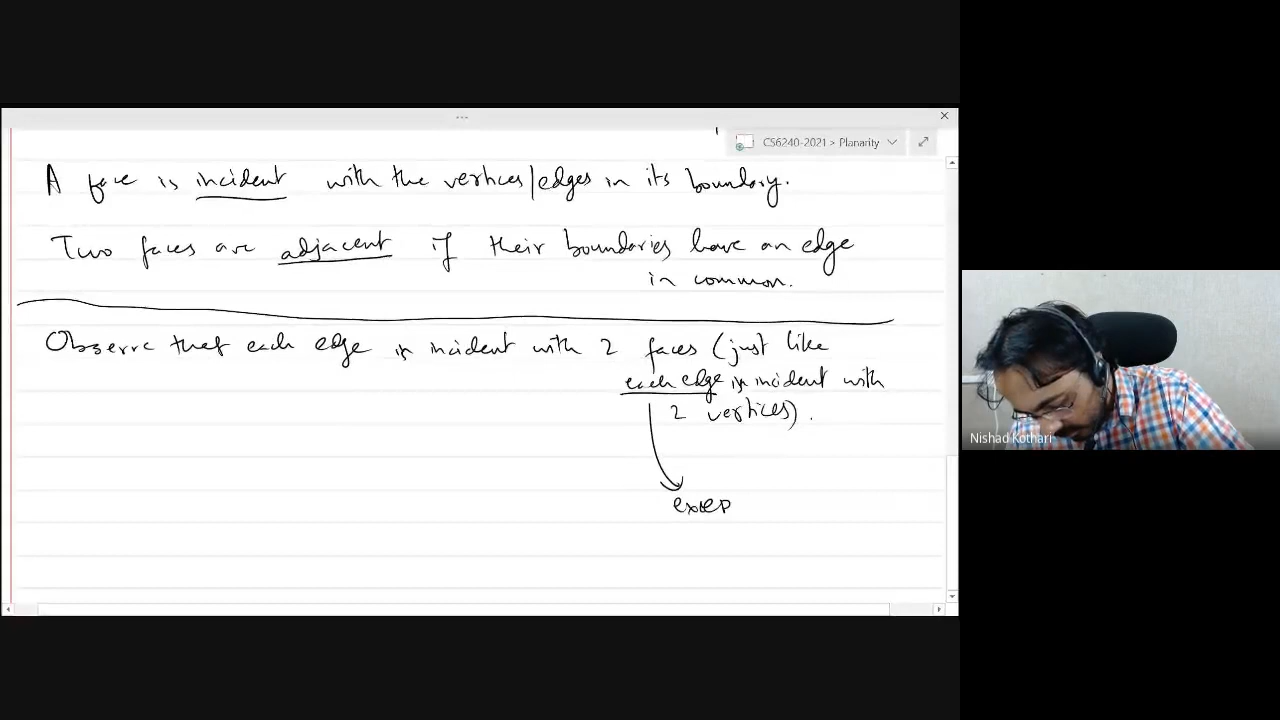 CS6240-2021 > Planarity
A face is incident with the vertices/edges in its boundary.
Two faces are adjacent if their boundaries have an edge
in common.
Observe that each edge is incident with 2 faces (just like
each edge is incident with
2 vertices).
excep
Nishad Kothari